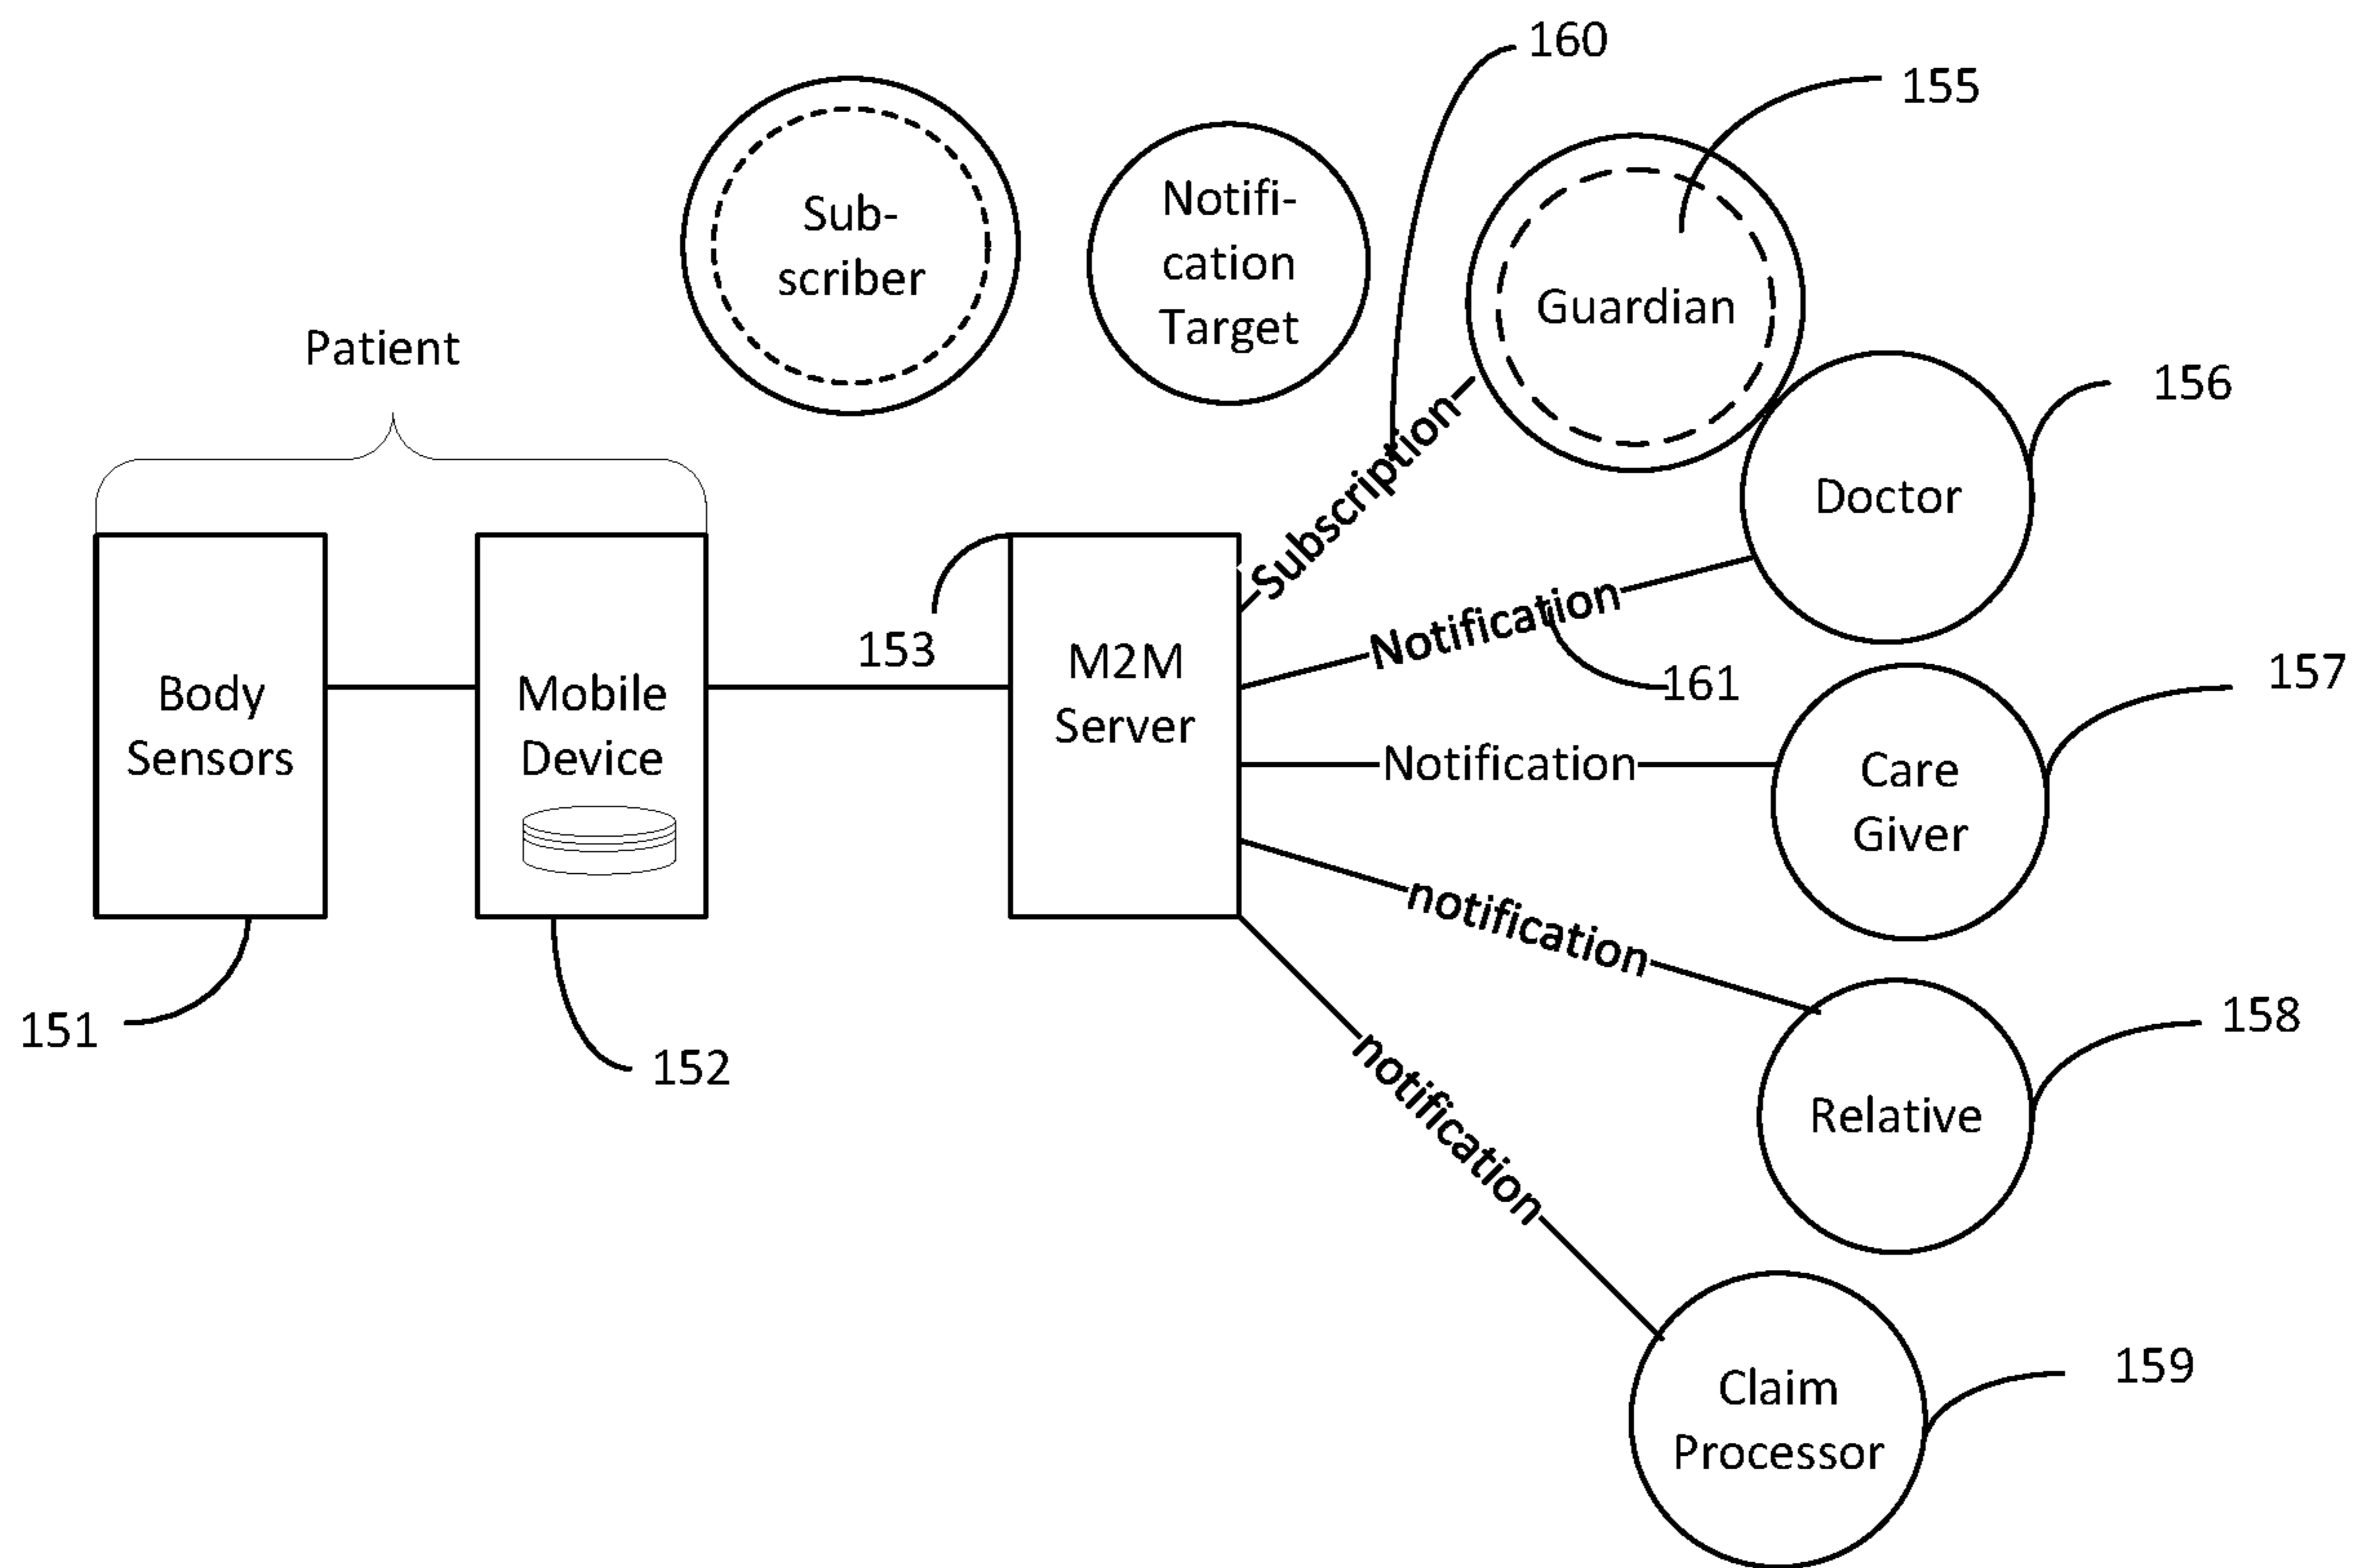 160
155
Sub-
scriber
Notifi-
cation
Target
Guardian
Patient
156
Doctor
Subscription
Notification
153
161
157
Body
Sensors
Mobile
Device
M2M
Server
Notification
Care
Giver
notification
151
152
158
Relative
notification
159
Claim
Processor